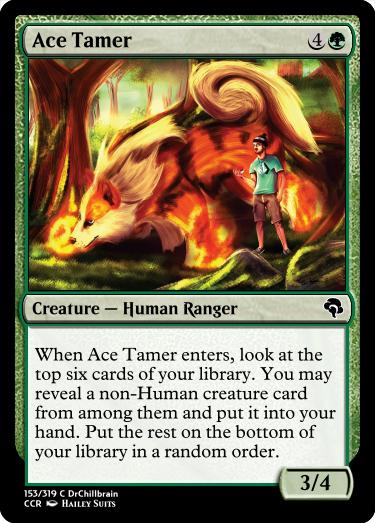 Ace Tamer 4
Creature — Human Ranger
When Ace Tamer enters, look at the
top six cards of your library. You may
reveal a non-Human creature card
from among them and put it into your
hand. Put the rest on the bottom of
your library in a random order.
3/4
153/319 C DrChillbrain
CCR Hailey Suits